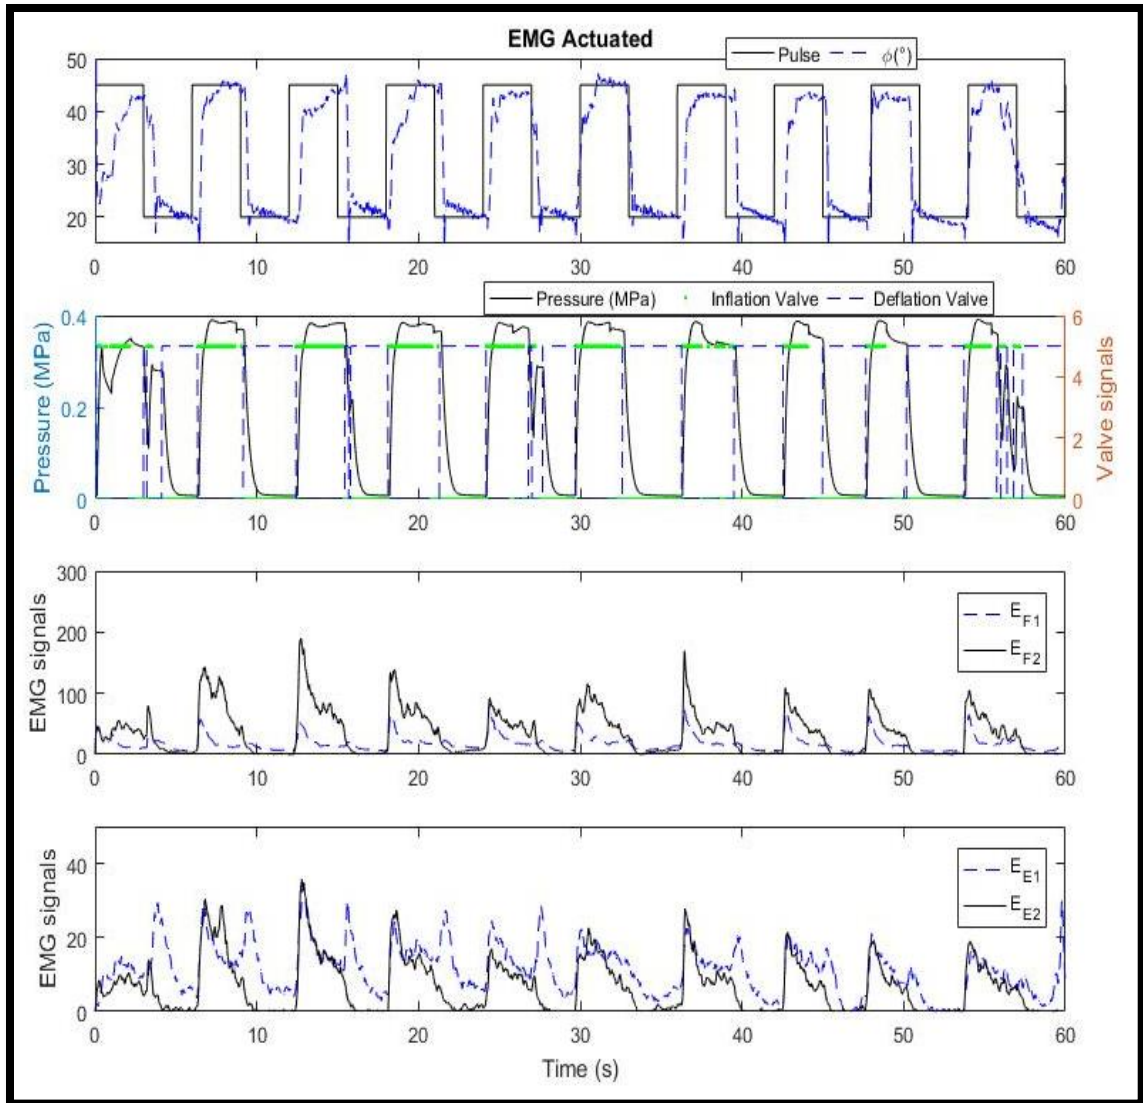 EMG Actuated
Pulse ϕ(°)
50
40
30
20
0 10 20 30 40 50 60
Pressure (MPa) Inflation Valve Deflation Valve
Pressure (MPa)
0.4
0.2
0
Valve signals
6
4
2
0
0 10 20 30 40 50 60
EMG signals
300
200
100
0
E_F1
E_F2
0 10 20 30 40 50 60
EMG signals
40
20
0
E_E1
E_E2
0 10 20 30 40 50 60
Time (s)